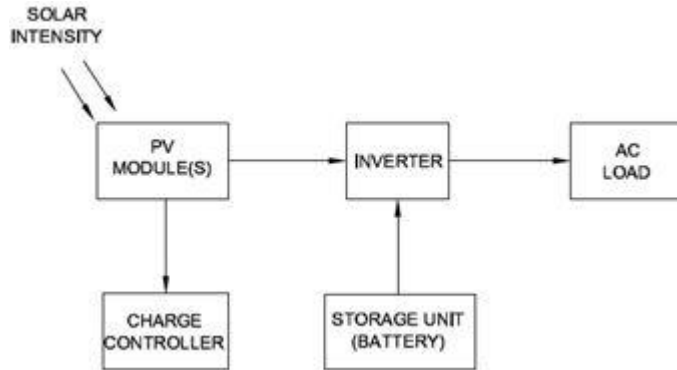 SOLAR
INTENSITY
PV
MODULE(S)
INVERTER
AC
LOAD
CHARGE
CONTROLLER
STORAGE UNIT
(BATTERY)